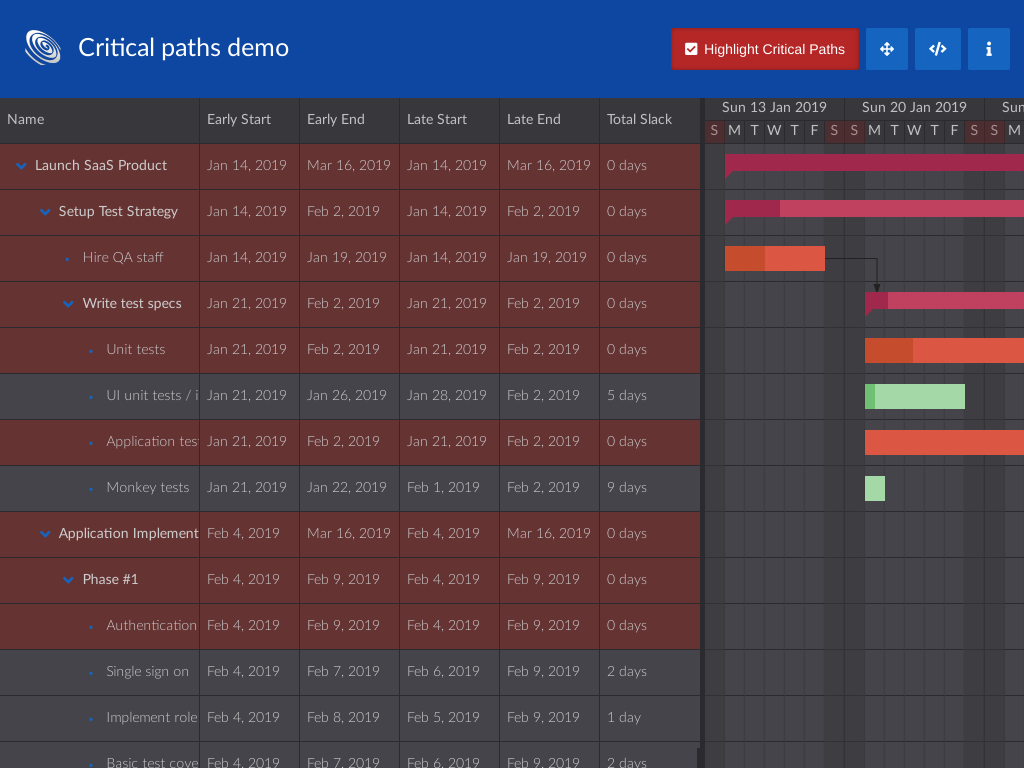 Critical paths demo
Highlight Critical Paths
Name Early Start Early End Late Start Late End Total Slack
Sun 13 Jan 2019 Sun 20 Jan 2019 Sun
S M T W T F S S M T W T F S S M
Launch SaaS Product Jan 14, 2019 Mar 16, 2019 Jan 14, 2019 Mar 16, 2019 0 days
Setup Test Strategy Jan 14, 2019 Feb 2, 2019 Jan 14, 2019 Feb 2, 2019 0 days
Hire QA staff Jan 14, 2019 Jan 19, 2019 Jan 14, 2019 Jan 19, 2019 0 days
Write test specs Jan 21, 2019 Feb 2, 2019 Jan 21, 2019 Feb 2, 2019 0 days
Unit tests Jan 21, 2019 Feb 2, 2019 Jan 21, 2019 Feb 2, 2019 0 days
UI unit tests / i Jan 21, 2019 Jan 26, 2019 Jan 28, 2019 Feb 2, 2019 5 days
Application tes Jan 21, 2019 Feb 2, 2019 Jan 21, 2019 Feb 2, 2019 0 days
Monkey tests Jan 21, 2019 Jan 22, 2019 Feb 1, 2019 Feb 2, 2019 9 days
Application Implement Feb 4, 2019 Mar 16, 2019 Feb 4, 2019 Mar 16, 2019 0 days
Phase #1 Feb 4, 2019 Feb 9, 2019 Feb 4, 2019 Feb 9, 2019 0 days
Authentication Feb 4, 2019 Feb 9, 2019 Feb 4, 2019 Feb 9, 2019 0 days
Single sign on Feb 4, 2019 Feb 7, 2019 Feb 6, 2019 Feb 9, 2019 2 days
Implement role Feb 4, 2019 Feb 8, 2019 Feb 5, 2019 Feb 9, 2019 1 day
Basic test cove Feb 4, 2019 Feb 7, 2019 Feb 6, 2019 Feb 9, 2019 2 days